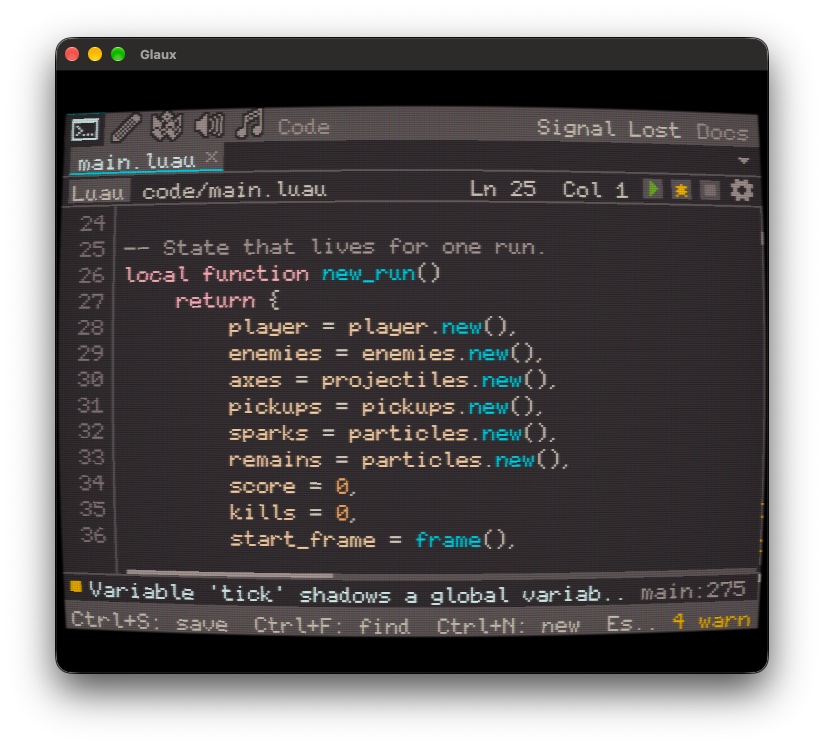 Glaux
Code Signal Lost Docs
main.luau ×
Luau code/main.luau Ln 25 Col 1
24
25 -- State that lives for one run.
26 local function new_run()
27     return {
28         player = player.new(),
29         enemies = enemies.new(),
30         axes = projectiles.new(),
31         pickups = pickups.new(),
32         sparks = particles.new(),
33         remains = particles.new(),
34         score = 0,
35         kills = 0,
36         start_frame = frame(),
Variable 'tick' shadows a global variab.. main:275
Ctrl+S: save Ctrl+F: find Ctrl+N: new Es.. 4 warn